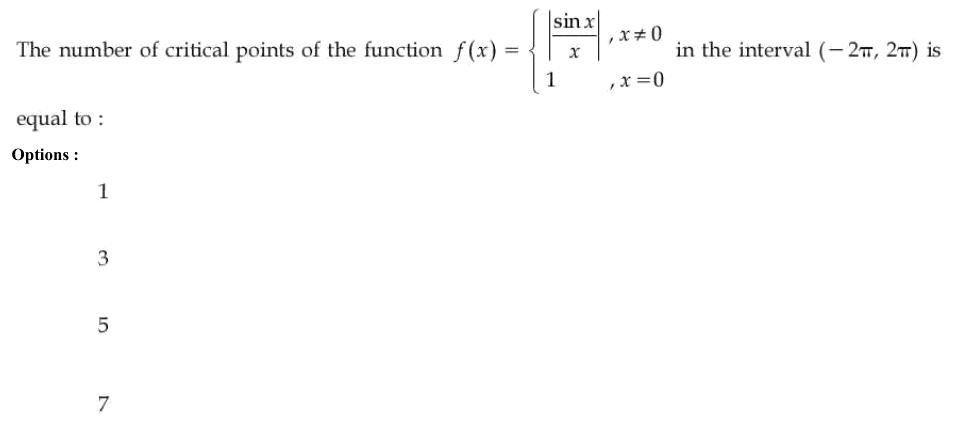 The number of critical points of the function f(x) = { |sin x / x| , x ≠ 0 in the interval (−2π, 2π) is
1 , x = 0
equal to :
Options :
1
3
5
7